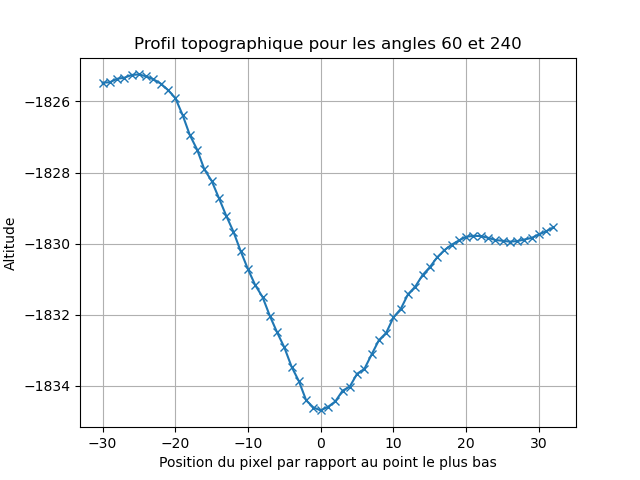 Profil topographique pour les angles 60 et 240
−1826
−1828
−1830
−1832
−1834
Altitude
−30 −20 −10 0 10 20 30
Position du pixel par rapport au point le plus bas